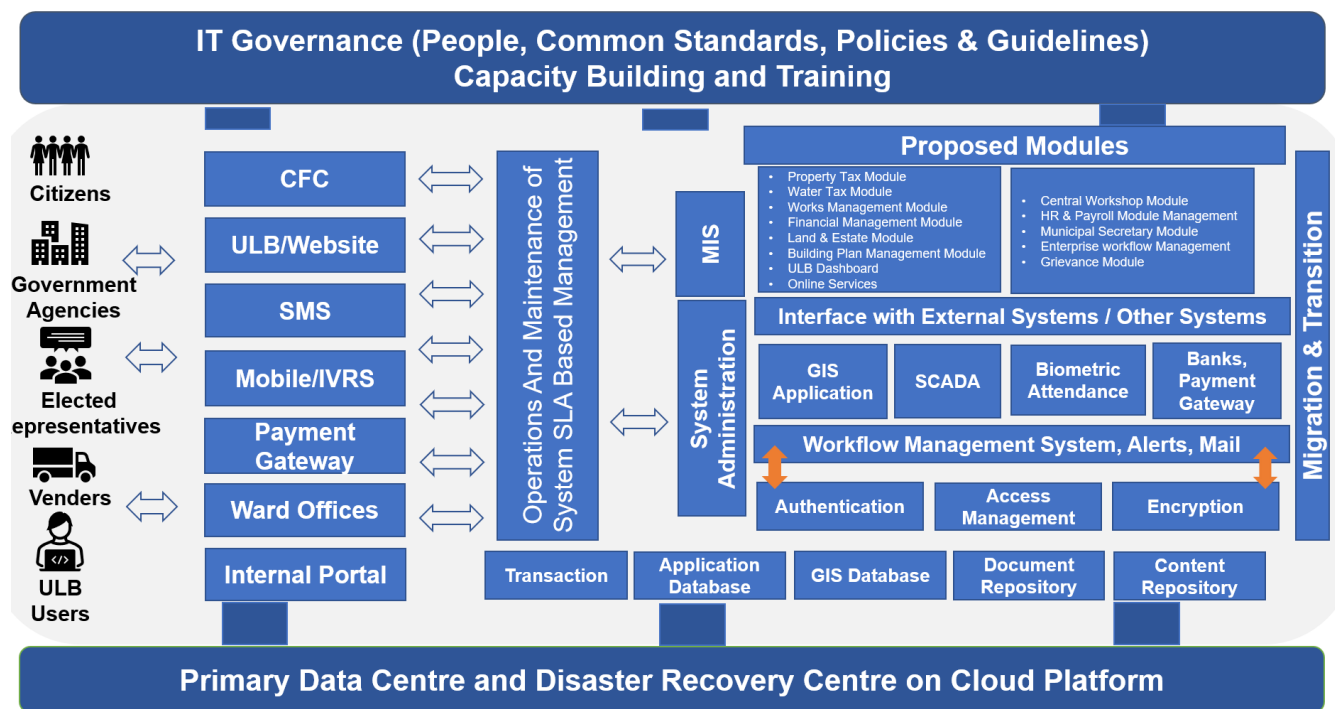 IT Governance (People, Common Standards, Policies & Guidelines)
Capacity Building and Training
Citizens
Government
Agencies
Elected
epresentatives
Venders
</>
ULB
Users
CFC
ULB/Website
SMS
Mobile/IVRS
Payment
Gateway
Ward Offices
Internal Portal
Operations And Maintenance of
System SLA Based Management
MIS
System
Administration
Proposed Modules
• Property Tax Module
• Water Tax Module
• Works Management Module
• Financial Management Module
• Land & Estate Module
• Building Plan Management Module
• ULB Dashboard
• Online Services
• Central Workshop Module
• HR & Payroll Module Management
• Municipal Secretary Module
• Enterprise workflow Management
• Grievance Module
Interface with External Systems / Other Systems
GIS
Application
SCADA
Biometric
Attendance
Banks,
Payment
Gateway
Workflow Management System, Alerts, Mail
Authentication
Access
Management
Encryption
Migration & Transition
Transaction
Application
Database
GIS Database
Document
Repository
Content
Repository
Primary Data Centre and Disaster Recovery Centre on Cloud Platform